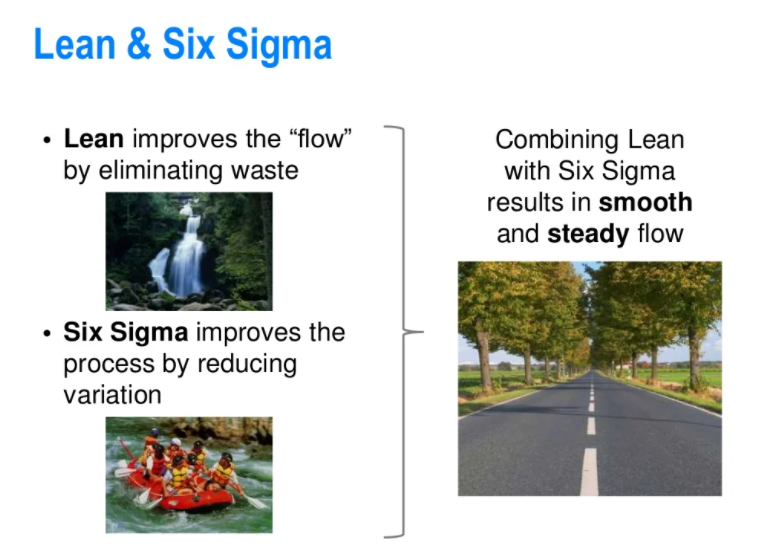 Lean & Six Sigma
• Lean improves the “flow”
by eliminating waste
• Six Sigma improves the
process by reducing
variation
Combining Lean
with Six Sigma
results in smooth
and steady flow